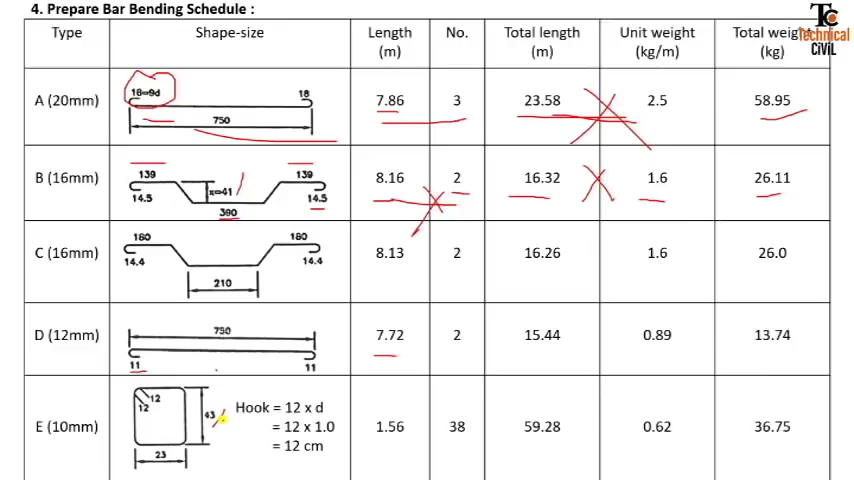 4. Prepare Bar Bending Schedule :
TC
Technical
CiVIL
Type Shape-size Length (m) No. Total length (m) Unit weight (kg/m) Total weight (kg)
A (20mm) 18=9d 18 750 7.86 3 23.58 2.5 58.95
B (16mm) 139 139 x=41 14.5 14.5 390 8.16 2 16.32 1.6 26.11
C (16mm) 180 180 14.4 14.4 210 8.13 2 16.26 1.6 26.0
D (12mm) 750 11 11 7.72 2 15.44 0.89 13.74
E (10mm) 12 12 43 23 Hook = 12 x d
= 12 x 1.0
= 12 cm
1.56 38 59.28 0.62 36.75